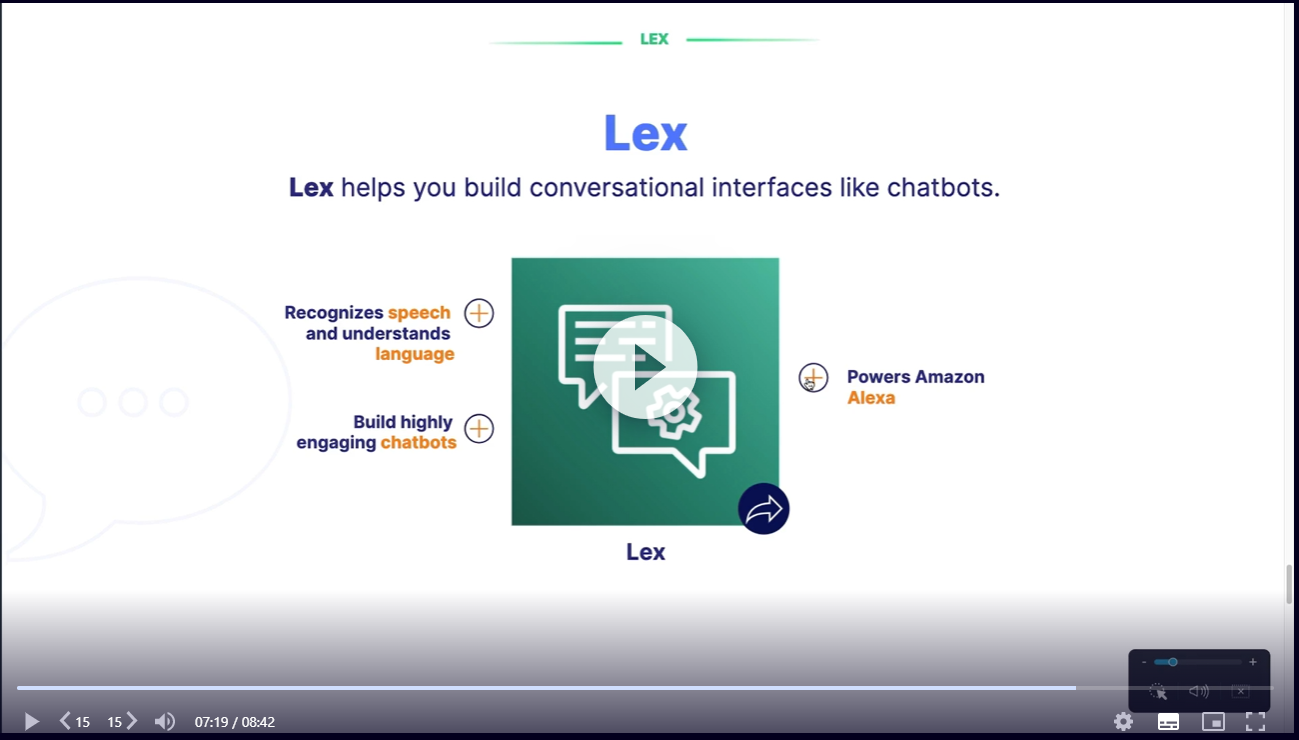 LEX
Lex
Lex helps you build conversational interfaces like chatbots.
Recognizes speech
and understands
language
Build highly
engaging chatbots
Powers Amazon
Alexa
Lex
15 15 07:19 / 08:42